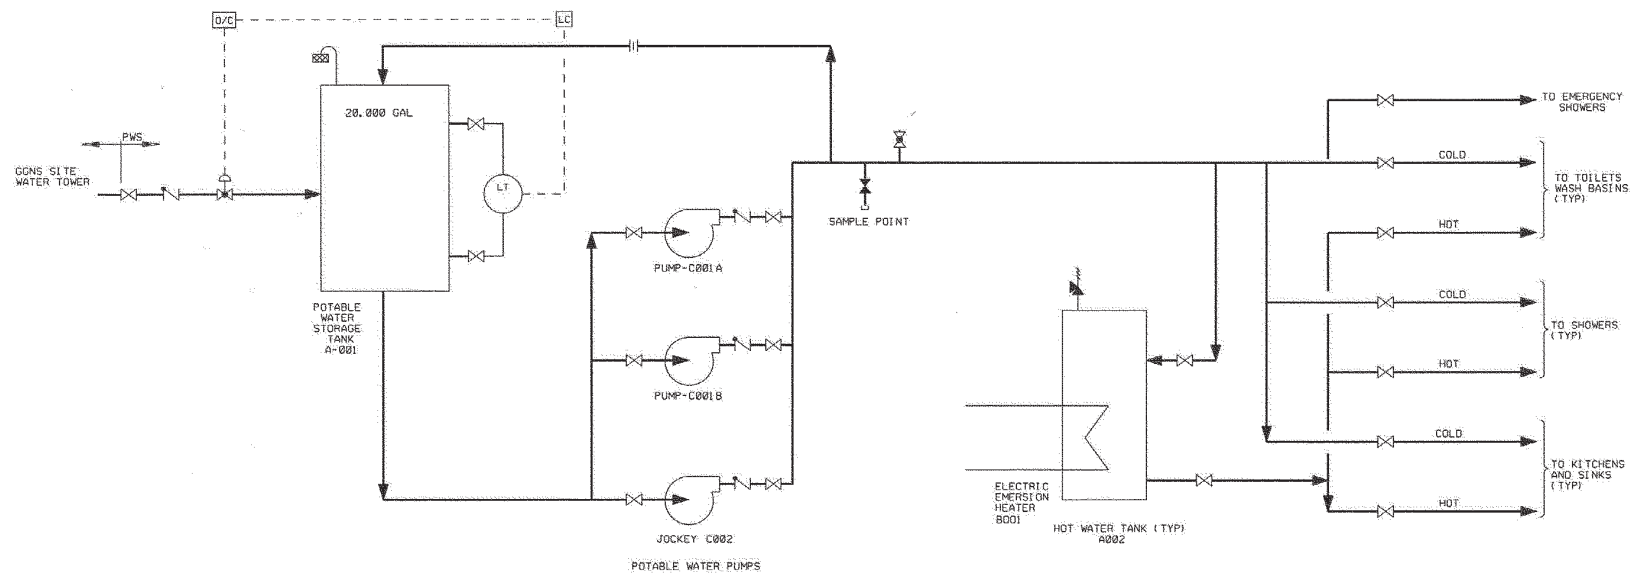 O/C
LC
20.000 GAL
PWS
GGNS SITE
WATER TOWER
LT
POTABLE
WATER
STORAGE
TANK
A-001
PUMP-C001A
PUMP-C001B
JOCKEY C002
POTABLE WATER PUMPS
SAMPLE POINT
ELECTRIC
EMERSION
HEATER
B001
HOT WATER TANK (TYP)
A002
TO EMERGENCY
SHOWERS
COLD
HOT
TO TOILETS
WASH BASINS
(TYP)
COLD
HOT
TO SHOWERS
(TYP)
COLD
HOT
TO KITCHENS
AND SINKS
(TYP)